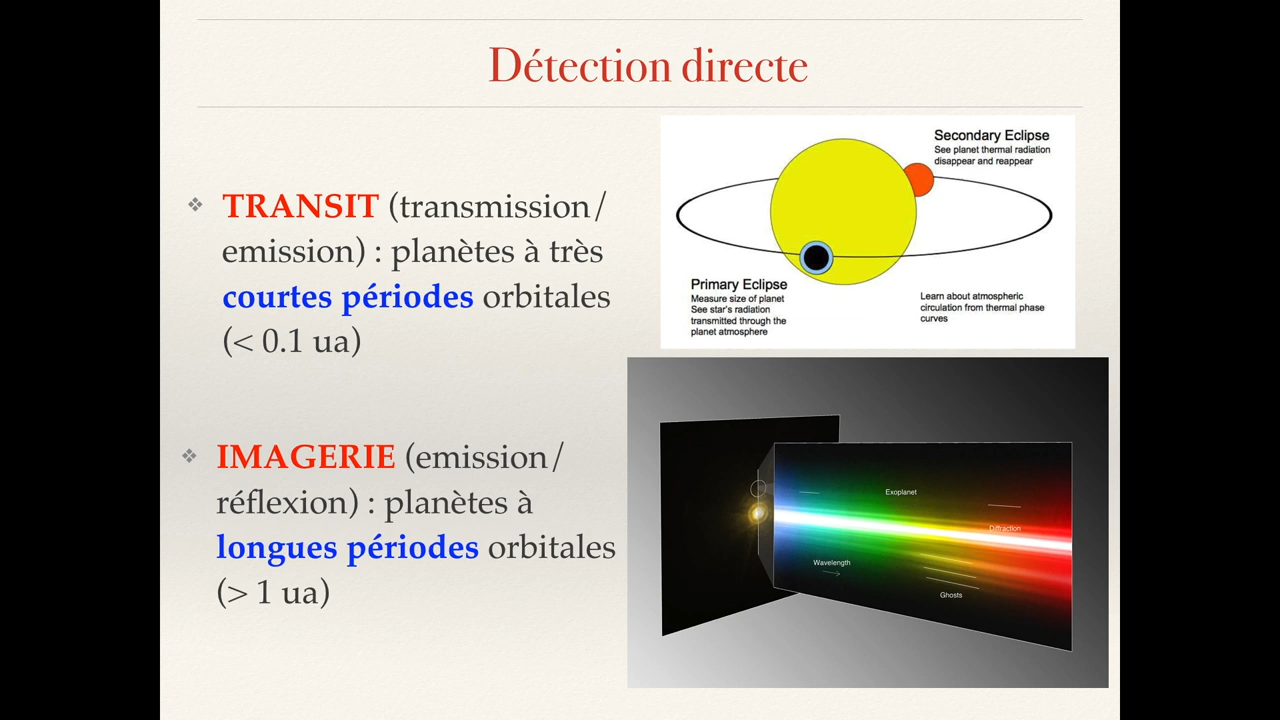 Détection directe
❖ TRANSIT (transmission/
emission) : planètes à très
courtes périodes orbitales
(< 0.1 ua)
❖ IMAGERIE (emission/
réflexion) : planètes à
longues périodes orbitales
(> 1 ua)
Secondary Eclipse
See planet thermal radiation
disappear and reappear
Primary Eclipse
Measure size of planet
See star's radiation
transmitted through the
planet atmosphere
Learn about atmospheric
circulation from thermal phase
curves
Exoplanet
Diffraction
Wavelength
Ghosts